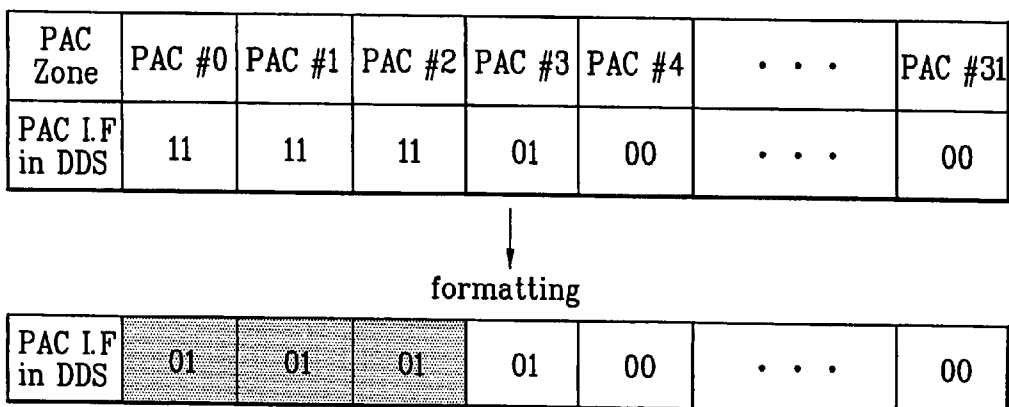 PAC Zone PAC #0 PAC #1 PAC #2 PAC #3 PAC #4 . . . PAC #31
PAC I.F in DDS 11 11 11 01 00 . . . 00
formatting
PAC I.F in DDS 01 01 01 01 00 . . . 00